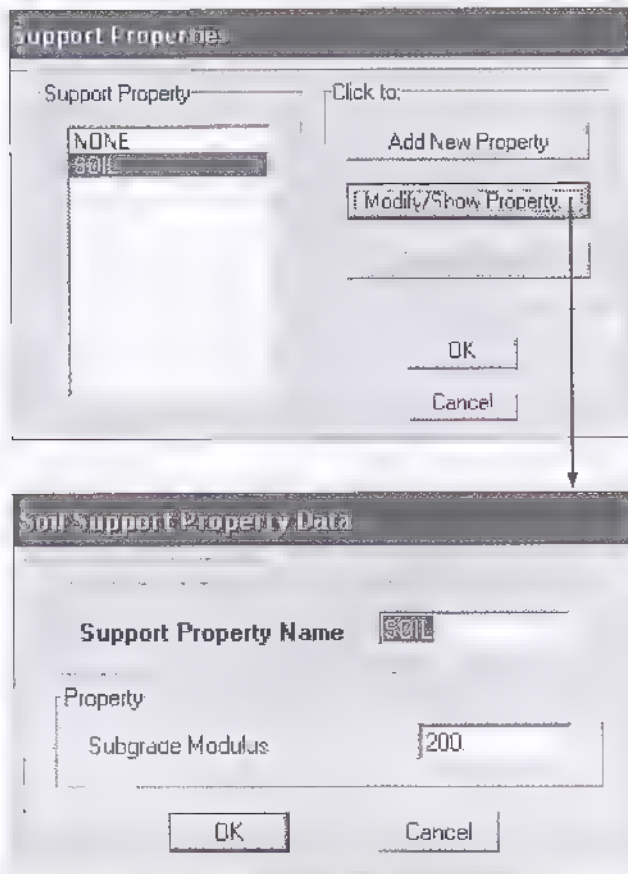 Support Properties
Support Property
Click to:
NONE
SOIL
Add New Property
Modify/Show Property
OK
Cancel
Soil Support Property Data
Support Property Name
SOIL
Property
Subgrade Modulus
200.
OK
Cancel